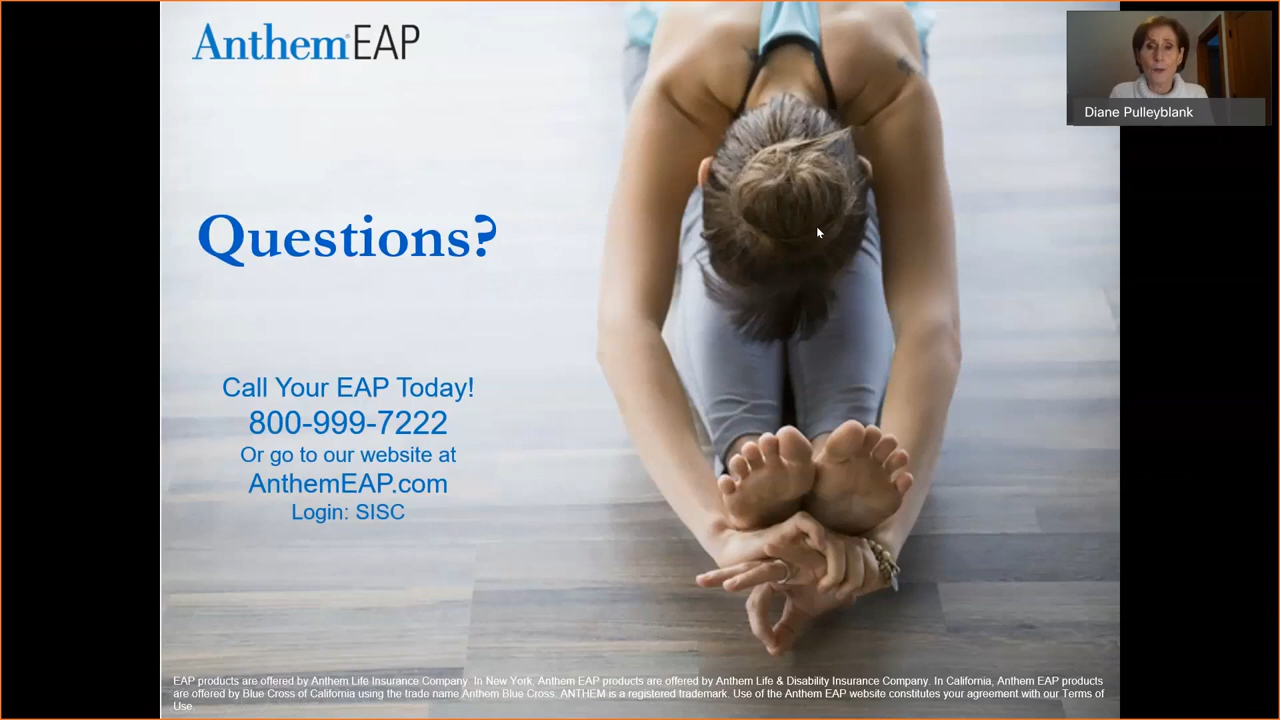 Anthem EAP
Diane Pulleyblank
Questions?
Call Your EAP Today!
800-999-7222
Or go to our website at
AnthemEAP.com
Login: SISC
EAP products are offered by Anthem Life Insurance Company. In New York, Anthem EAP products are offered by Anthem Life & Disability Insurance Company. In California, Anthem EAP products
are offered by Blue Cross of California using the trade name Anthem Blue Cross. ANTHEM is a registered trademark. Use of the Anthem EAP website constitutes your agreement with our Terms of
Use.